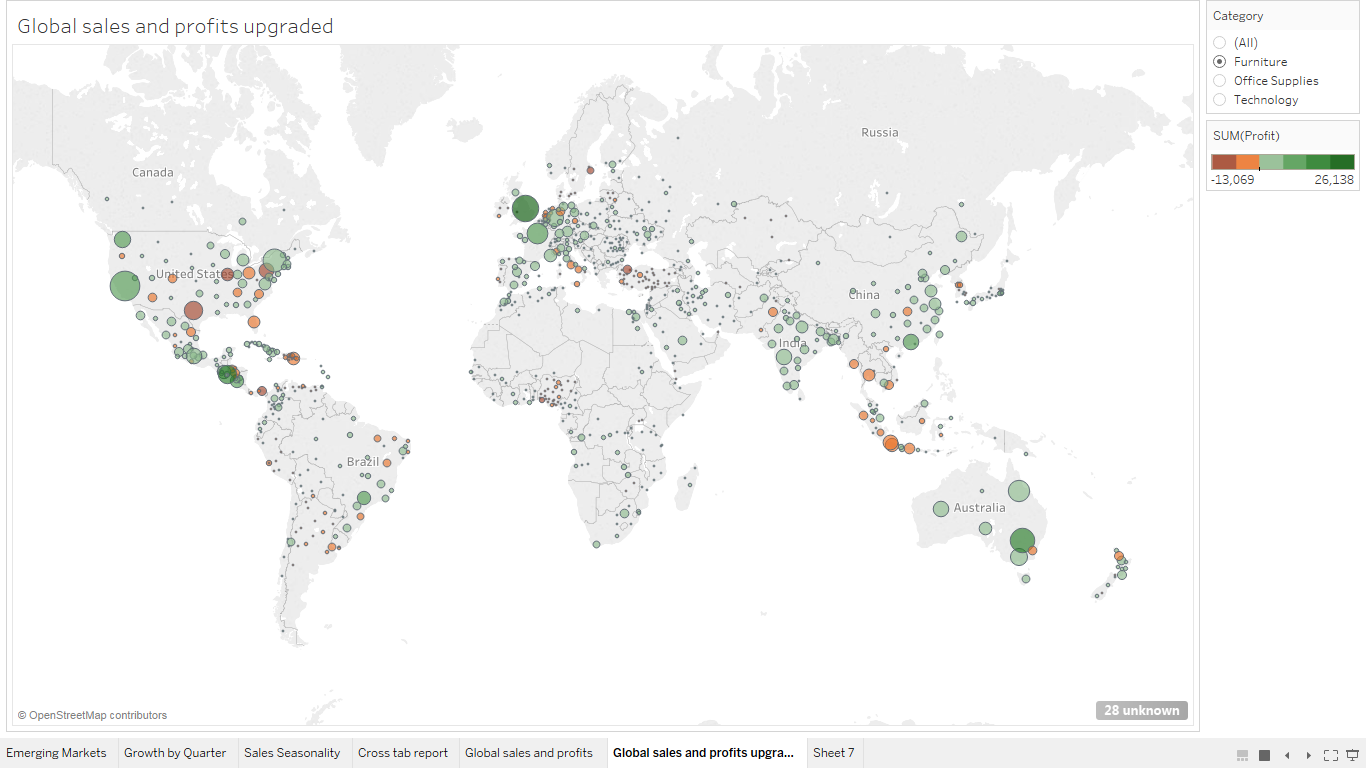 Global sales and profits upgraded
Category
(All)
Furniture
Office Supplies
Technology
SUM(Profit)
-13,069 26,138
Russia
Canada
United States
China
India
Brazil
Australia
© OpenStreetMap contributors
28 unknown
Emerging Markets Growth by Quarter Sales Seasonality Cross tab report Global sales and profits Global sales and profits upgra... Sheet 7